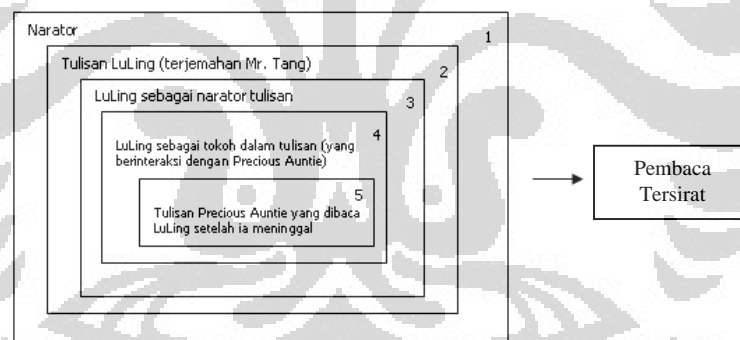 Narator
1
Tulisan LuLing (terjemahan Mr. Tang)
2
LuLing sebagai narator tulisan
3
4
LuLing sebagai tokoh dalam tulisan (yang
berinteraksi dengan Precious Auntie)
5
Tulisan Precious Auntie yang dibaca
LuLing setelah ia meninggal
Pembaca
Tersirat